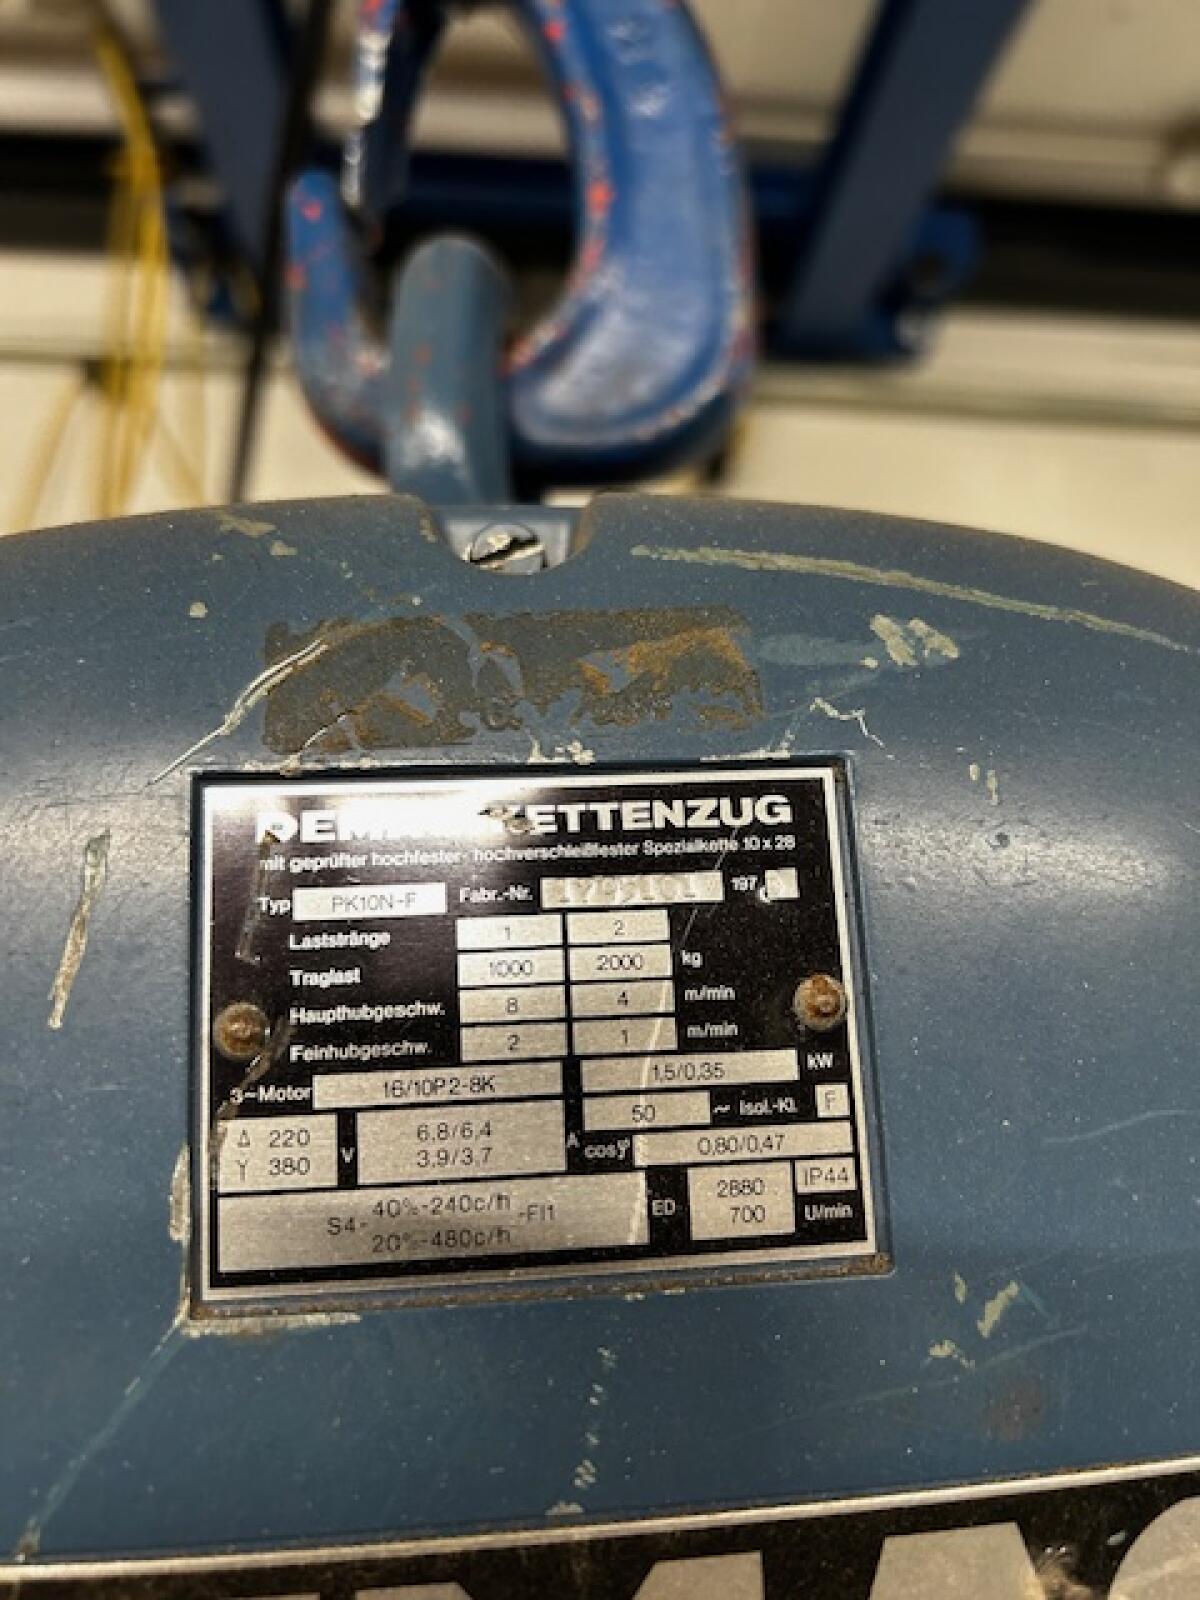 DEMAG KETTENZUG
mit geprüfter hochfester- hochverschleißfester Spezialkette 10 x 28
Typ PK10N-F Fabr.-Nr. 197
Laststränge 1 2
Traglast 1000 2000 kg
Haupthubgeschw. 8 4 m/min
Feinhubgeschw. 2 1 m/min
3~Motor 16/10P2-8K 1,5/0,35 kW
50 ~ Isol.-Kl. F
Δ 220 V 6,8/6,4 A cosφ 0,80/0,47
Y 380 3,9/3,7
S4- 40%-240c/h -FI1 ED 2880 IP44
20%-480c/h 700 U/min